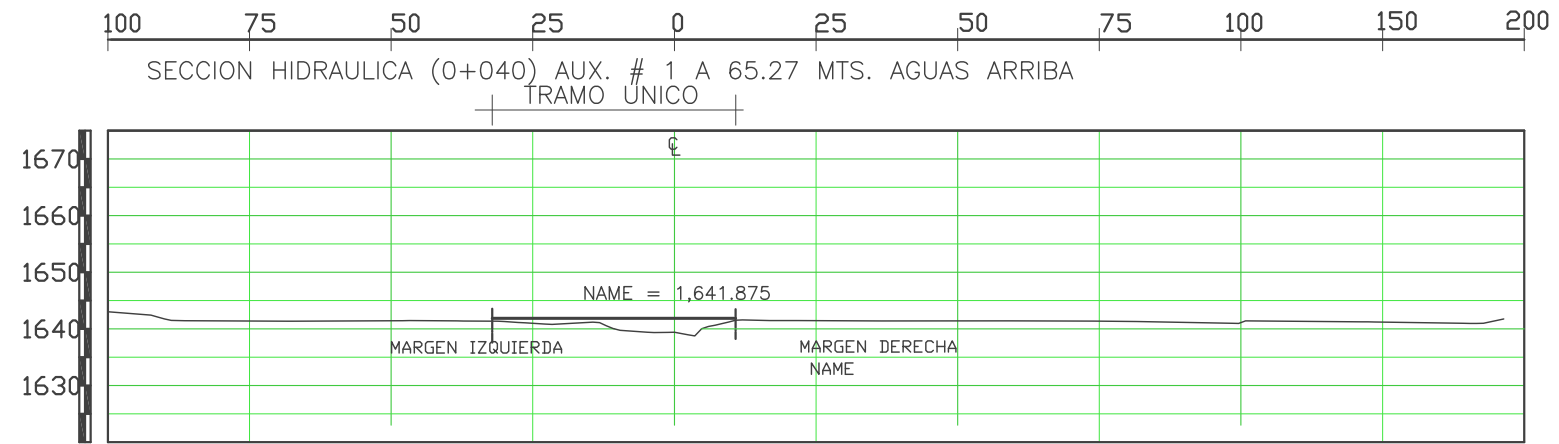 100 75 50 25 0 25 50 75 100 150 200
SECCION HIDRAULICA (0+040) AUX. # 1 A 65.27 MTS. AGUAS ARRIBA
TRAMO UNICO
℄
1670
1660
1650
NAME = 1,641.875
1640
MARGEN IZQUIERDA
MARGEN DERECHA
NAME
1630